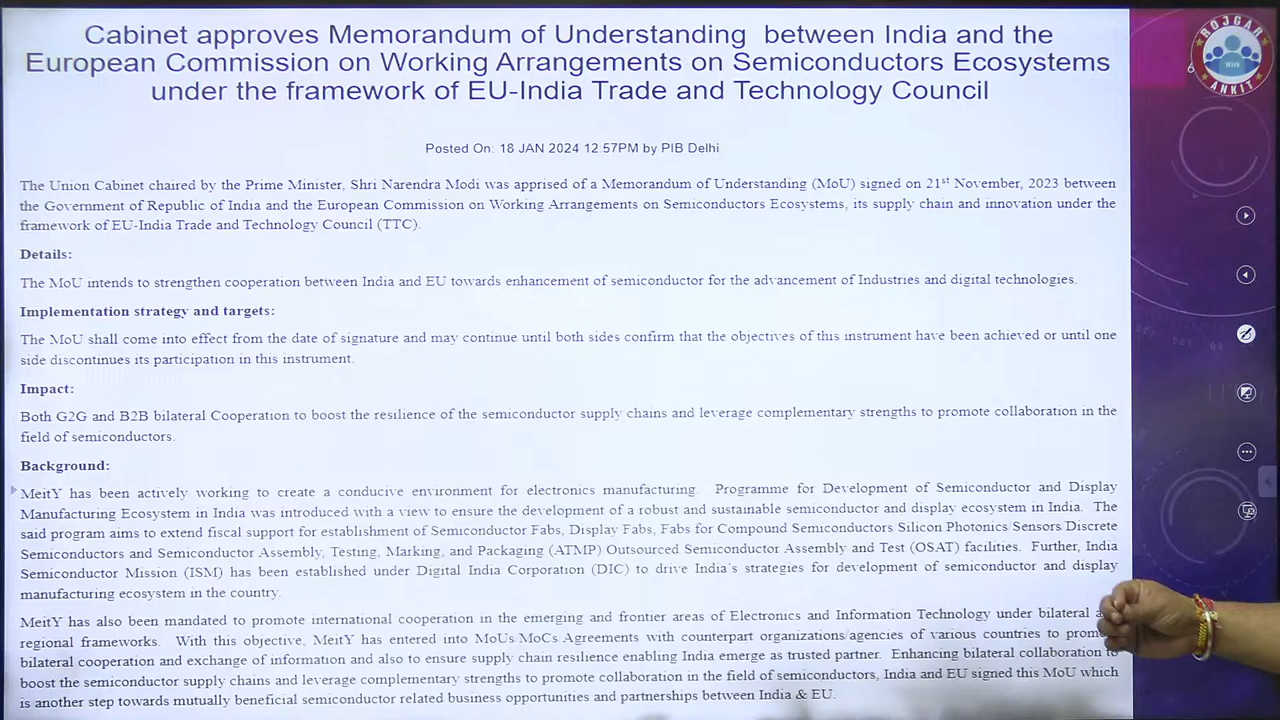 Cabinet approves Memorandum of Understanding between India and the
European Commission on Working Arrangements on Semiconductors Ecosystems
under the framework of EU-India Trade and Technology Council
ROJGAR
With
ANKIT
Posted On: 18 JAN 2024 12:57PM by PIB Delhi
The Union Cabinet chaired by the Prime Minister, Shri Narendra Modi was apprised of a Memorandum of Understanding (MoU) signed on 21st November, 2023 between
the Government of Republic of India and the European Commission on Working Arrangements on Semiconductors Ecosystems, its supply chain and innovation under the
framework of EU-India Trade and Technology Council (TTC).
Details:
The MoU intends to strengthen cooperation between India and EU towards enhancement of semiconductor for the advancement of Industries and digital technologies.
Implementation strategy and targets:
The MoU shall come into effect from the date of signature and may continue until both sides confirm that the objectives of this instrument have been achieved or until one
side discontinues its participation in this instrument.
Impact:
Both G2G and B2B bilateral Cooperation to boost the resilience of the semiconductor supply chains and leverage complementary strengths to promote collaboration in the
field of semiconductors.
Background:
MeitY has been actively working to create a conducive environment for electronics manufacturing. Programme for Development of Semiconductor and Display
Manufacturing Ecosystem in India was introduced with a view to ensure the development of a robust and sustainable semiconductor and display ecosystem in India. The
said program aims to extend fiscal support for establishment of Semiconductor Fabs, Display Fabs, Fabs for Compound Semiconductors Silicon Photonics Sensors Discrete
Semiconductors and Semiconductor Assembly, Testing, Marking, and Packaging (ATMP) Outsourced Semiconductor Assembly and Test (OSAT) facilities. Further, India
Semiconductor Mission (ISM) has been established under Digital India Corporation (DIC) to drive India's strategies for development of semiconductor and display
manufacturing ecosystem in the country.
MeitY has also been mandated to promote international cooperation in the emerging and frontier areas of Electronics and Information Technology under bilateral
regional frameworks. With this objective, MeitY has entered into MoUs MoCs Agreements with counterpart organizations/agencies of various countries to
bilateral cooperation and exchange of information and also to ensure supply chain resilience enabling India emerge as trusted partner. Enhancing bilateral collaboration to
boost the semiconductor supply chains and leverage complementary strengths to promote collaboration in the field of semiconductors, India and EU signed this MoU which
is another step towards mutually beneficial semiconductor related business opportunities and partnerships between India & EU.